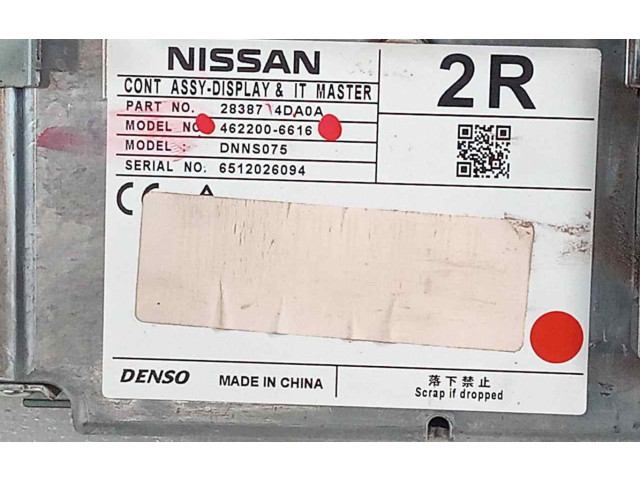 NISSAN
2R
CONT ASSY-DISPLAY & IT MASTER
PART NO. 28387 4DA0A
MODEL NO 462200-6616
MODEL: DNNS075
SERIAL NO: 6512026094
CE
DENSO
MADE IN CHINA
落下禁止
Scrap if dropped